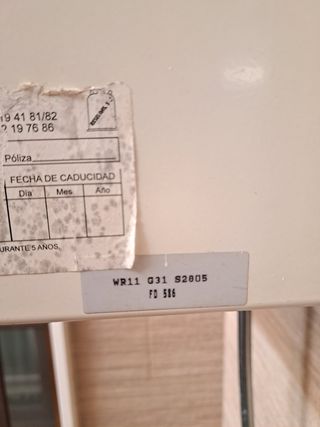 19 41 81/82
2 19 76 86
Póliza
FECHA DE CADUCIDAD
Día Mes Año
URANTE 5 AÑOS.
WR11 G31 S2805
FD 586